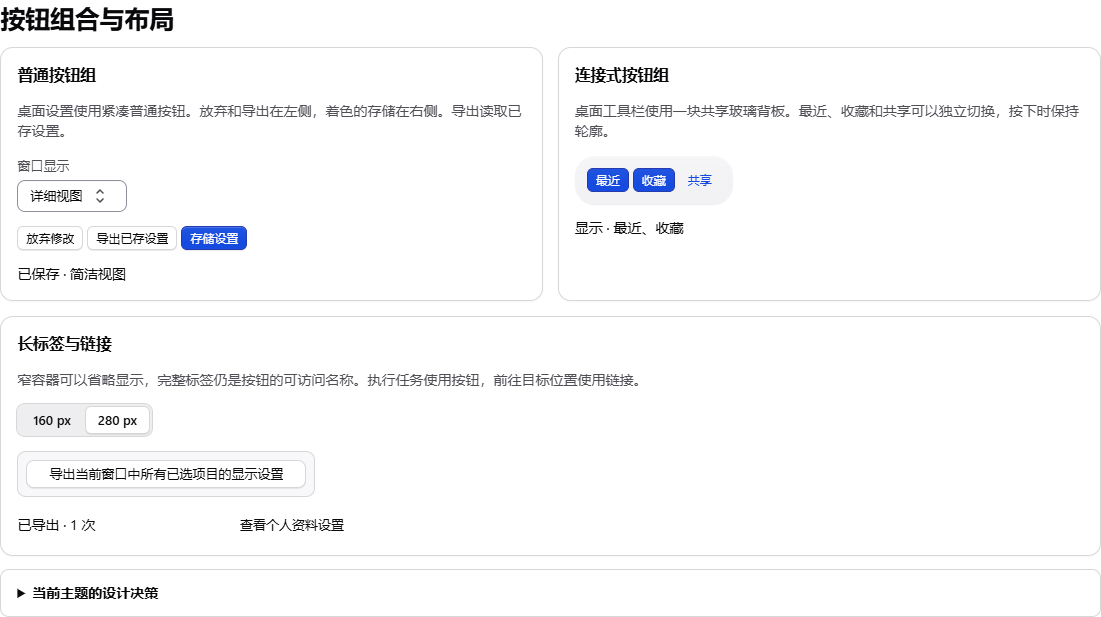 按钮组合与布局
普通按钮组
桌面设置使用紧凑普通按钮。放弃和导出在左侧，着色的存储在右侧。导出读取已
存设置。
窗口显示
详细视图
放弃修改 导出已存设置 存储设置
已保存 · 简洁视图
连接式按钮组
桌面工具栏使用一块共享玻璃背板。最近、收藏和共享可以独立切换，按下时保持
轮廓。
最近 收藏 共享
显示 · 最近、收藏
长标签与链接
窄容器可以省略显示，完整标签仍是按钮的可访问名称。执行任务使用按钮，前往目标位置使用链接。
160 px 280 px
导出当前窗口中所有已选项目的显示设置
已导出 · 1 次 查看个人资料设置
当前主题的设计决策